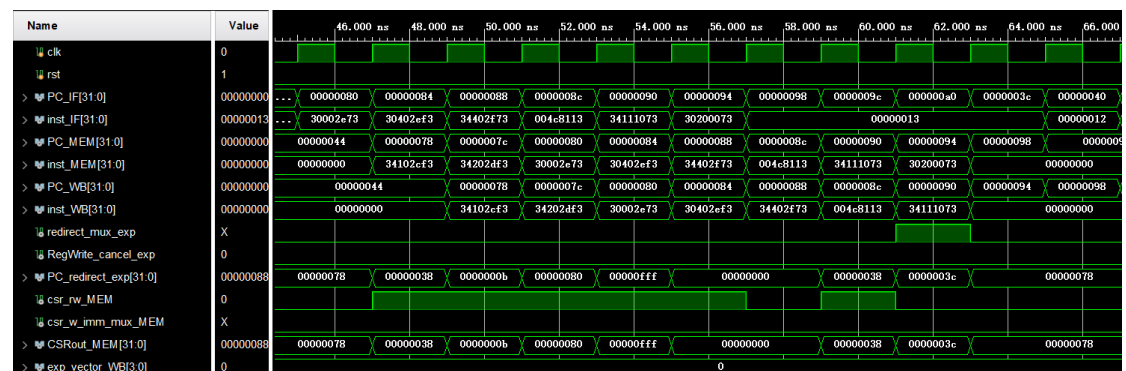 Name Value 46.000 ns 48.000 ns 50.000 ns 52.000 ns 54.000 ns 56.000 ns 58.000 ns 60.000 ns 62.000 ns 64.000 ns 66.000
clk 0
rst 1
PC_IF[31:0] 00000000 ... 00000080 00000084 00000088 0000008c 00000090 00000094 00000098 0000009c 000000a0 0000003c 00000040
inst_IF[31:0] 00000013 ... 30002e73 30402ef3 34402f73 004c8113 34111073 30200073 00000013 00000012
PC_MEM[31:0] 00000000 00000044 00000078 0000007c 00000080 00000084 00000088 0000008c 00000090 00000094 00000098 0000009
inst_MEM[31:0] 00000000 00000000 34102cf3 34202df3 30002e73 30402ef3 34402f73 004c8113 34111073 30200073 00000000
PC_WB[31:0] 00000000 00000044 00000078 0000007c 00000080 00000084 00000088 0000008c 00000090 00000094 00000098
inst_WB[31:0] 00000000 00000000 34102cf3 34202df3 30002e73 30402ef3 34402f73 004c8113 34111073 00000000
redirect_mux_exp X
RegWrite_cancel_exp 0
PC_redirect_exp[31:0] 00000088 00000078 00000038 0000000b 00000080 00000fff 00000000 00000038 0000003c 00000078
csr_rw_MEM 0
csr_w_imm_mux_MEM X
CSRout_MEM[31:0] 00000088 00000078 00000038 0000000b 00000080 00000fff 00000000 00000038 0000003c 00000078
exp_vector_WB[3:0] 0 0